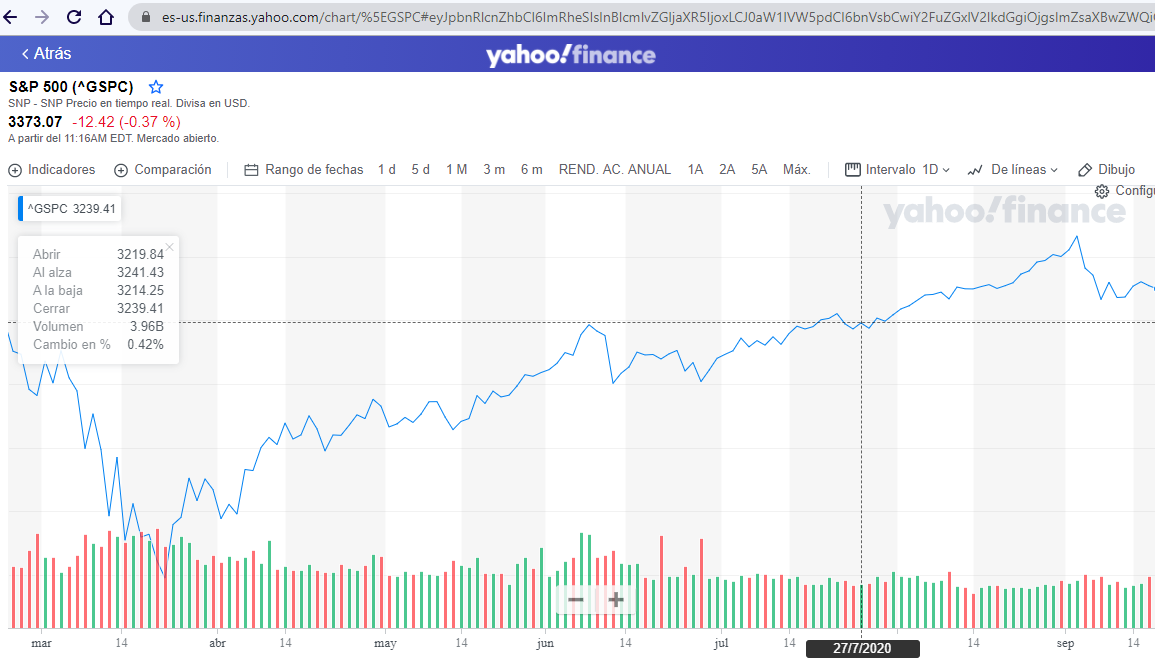 es-us.finanzas.yahoo.com/chart/%5EGSPC#eyJpbnRlcnZhbCI6ImRheSIsInBlcmlvZGljaXR5IjoxLCJ0aW1lVW5pdCI6bnVsbCwiY2FuZGxlV2lkdGgiOjgsImZsaXBwZWQiO
Atrás
yahoo!finance
S&P 500 (^GSPC)
SNP - SNP Precio en tiempo real. Divisa en USD.
3373.07 -12.42 (-0.37 %)
A partir del 11:16AM EDT. Mercado abierto.
Indicadores Comparación Rango de fechas 1 d 5 d 1 M 3 m 6 m REND. AC. ANUAL 1A 2A 5A Máx. Intervalo 1D De líneas Dibujo
Configu
^GSPC 3239.41
yahoo!finance
Abrir 3219.84
Al alza 3241.43
A la baja 3214.25
Cerrar 3239.41
Volumen 3.96B
Cambio en % 0.42%
mar 14 abr 14 may 14 jun 14 jul 14 27/7/2020 14 sep 14